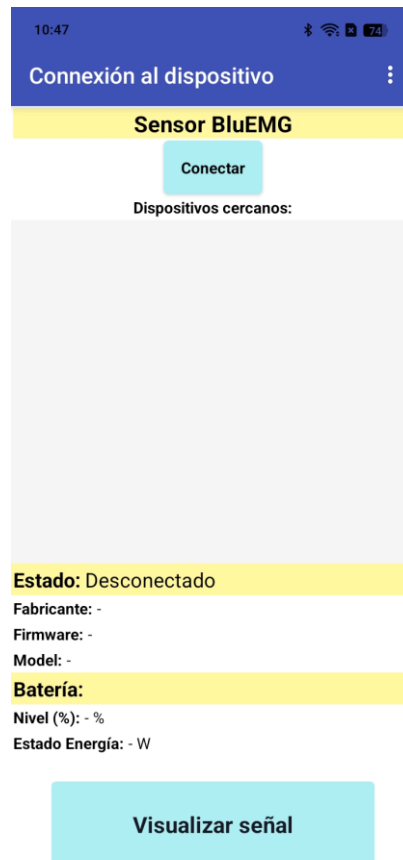 10:47
74
Connexión al dispositivo
Sensor BluEMG
Conectar
Dispositivos cercanos:
Estado: Desconectado
Fabricante: -
Firmware: -
Model: -
Batería:
Nivel (%): - %
Estado Energía: - W
Visualizar señal